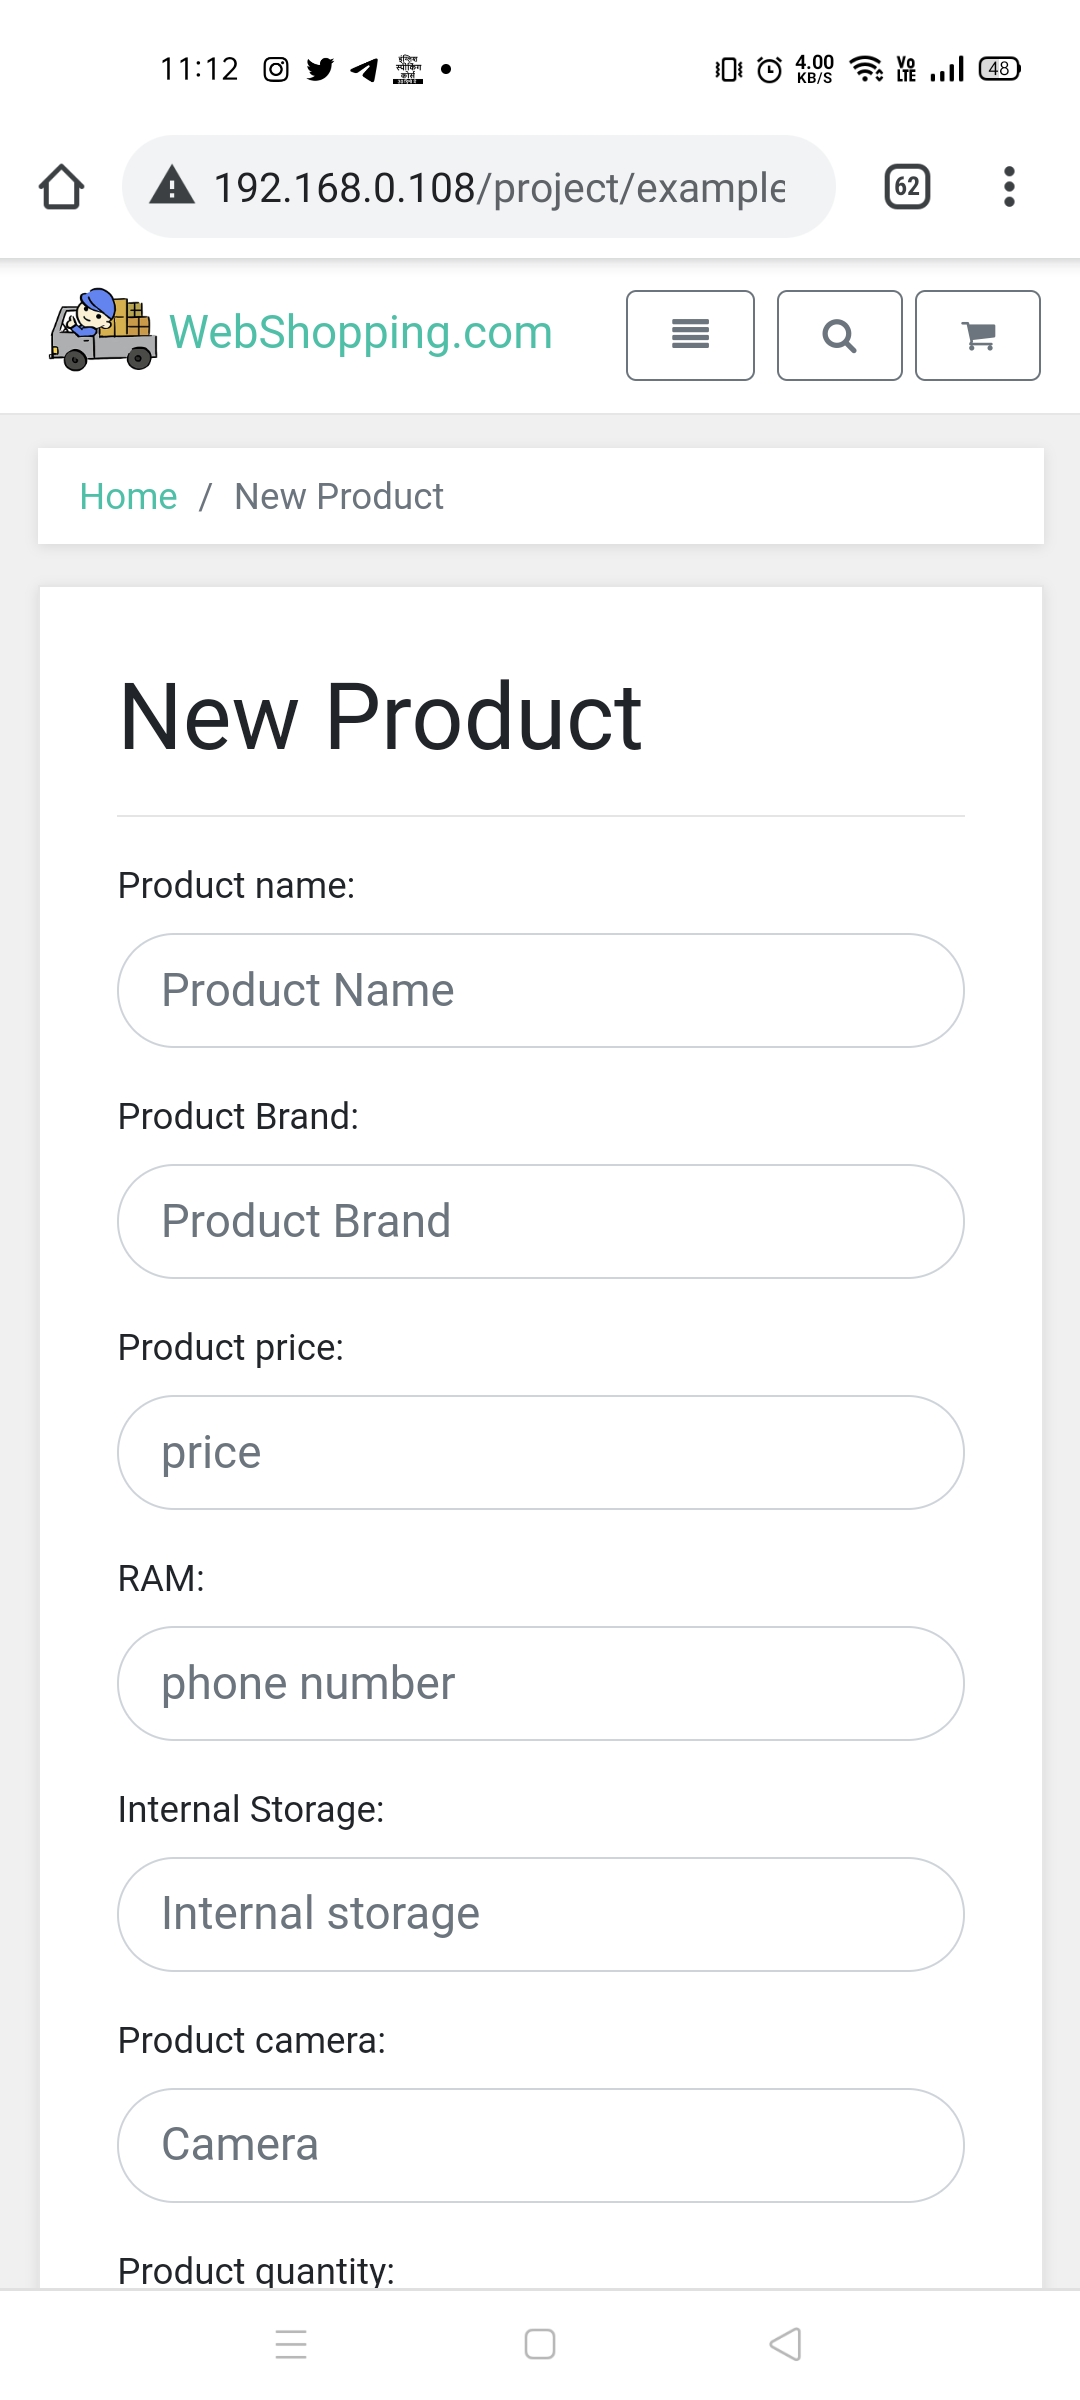 11:12
4.00 KB/S
Vo LTE
48
192.168.0.108/project/example
62
WebShopping.com
Home / New Product
New Product
Product name:
Product Name
Product Brand:
Product Brand
Product price:
price
RAM:
phone number
Internal Storage:
Internal storage
Product camera:
Camera
Product quantity: